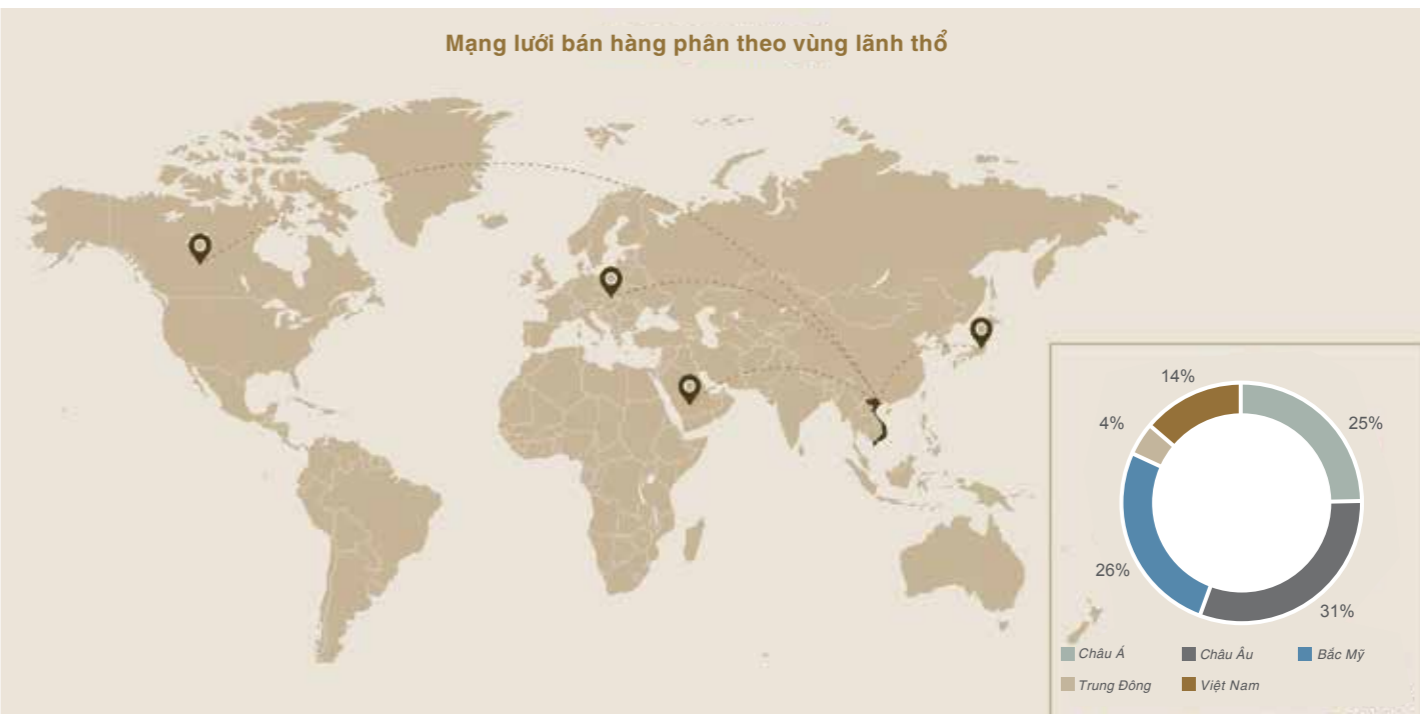 Mạng lưới bán hàng phân theo vùng lãnh thổ
14%
4%
25%
26%
31%
Châu Á
Châu Âu
Bắc Mỹ
Trung Đông
Việt Nam